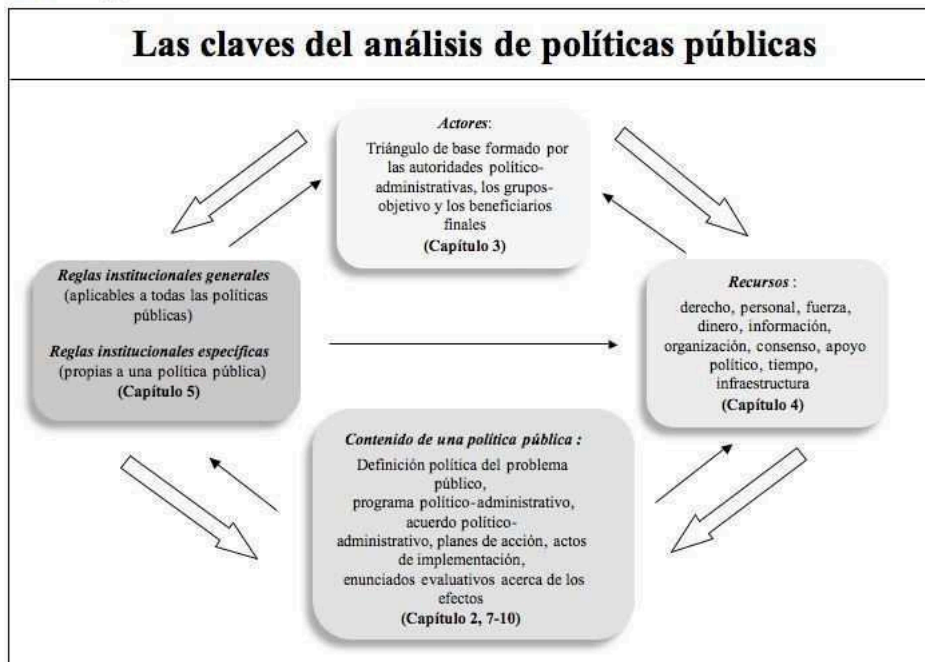 Las claves del análisis de políticas públicas
Actores:
Triángulo de base formado por
las autoridades político-
administrativas, los grupos-
objetivo y los beneficiarios
finales
(Capítulo 3)
Reglas institucionales generales
(aplicables a todas las políticas
públicas)
Reglas institucionales específicas
(propias a una política pública)
(Capítulo 5)
Recursos :
derecho, personal, fuerza,
dinero, información,
organización, consenso, apoyo
político, tiempo,
infraestructura
(Capítulo 4)
Contenido de una política pública :
Definición política del problema
público,
programa político-administrativo,
acuerdo político-
administrativo, planes de acción, actos
de implementación,
enunciados evaluativos acerca de los
efectos
(Capítulo 2, 7-10)